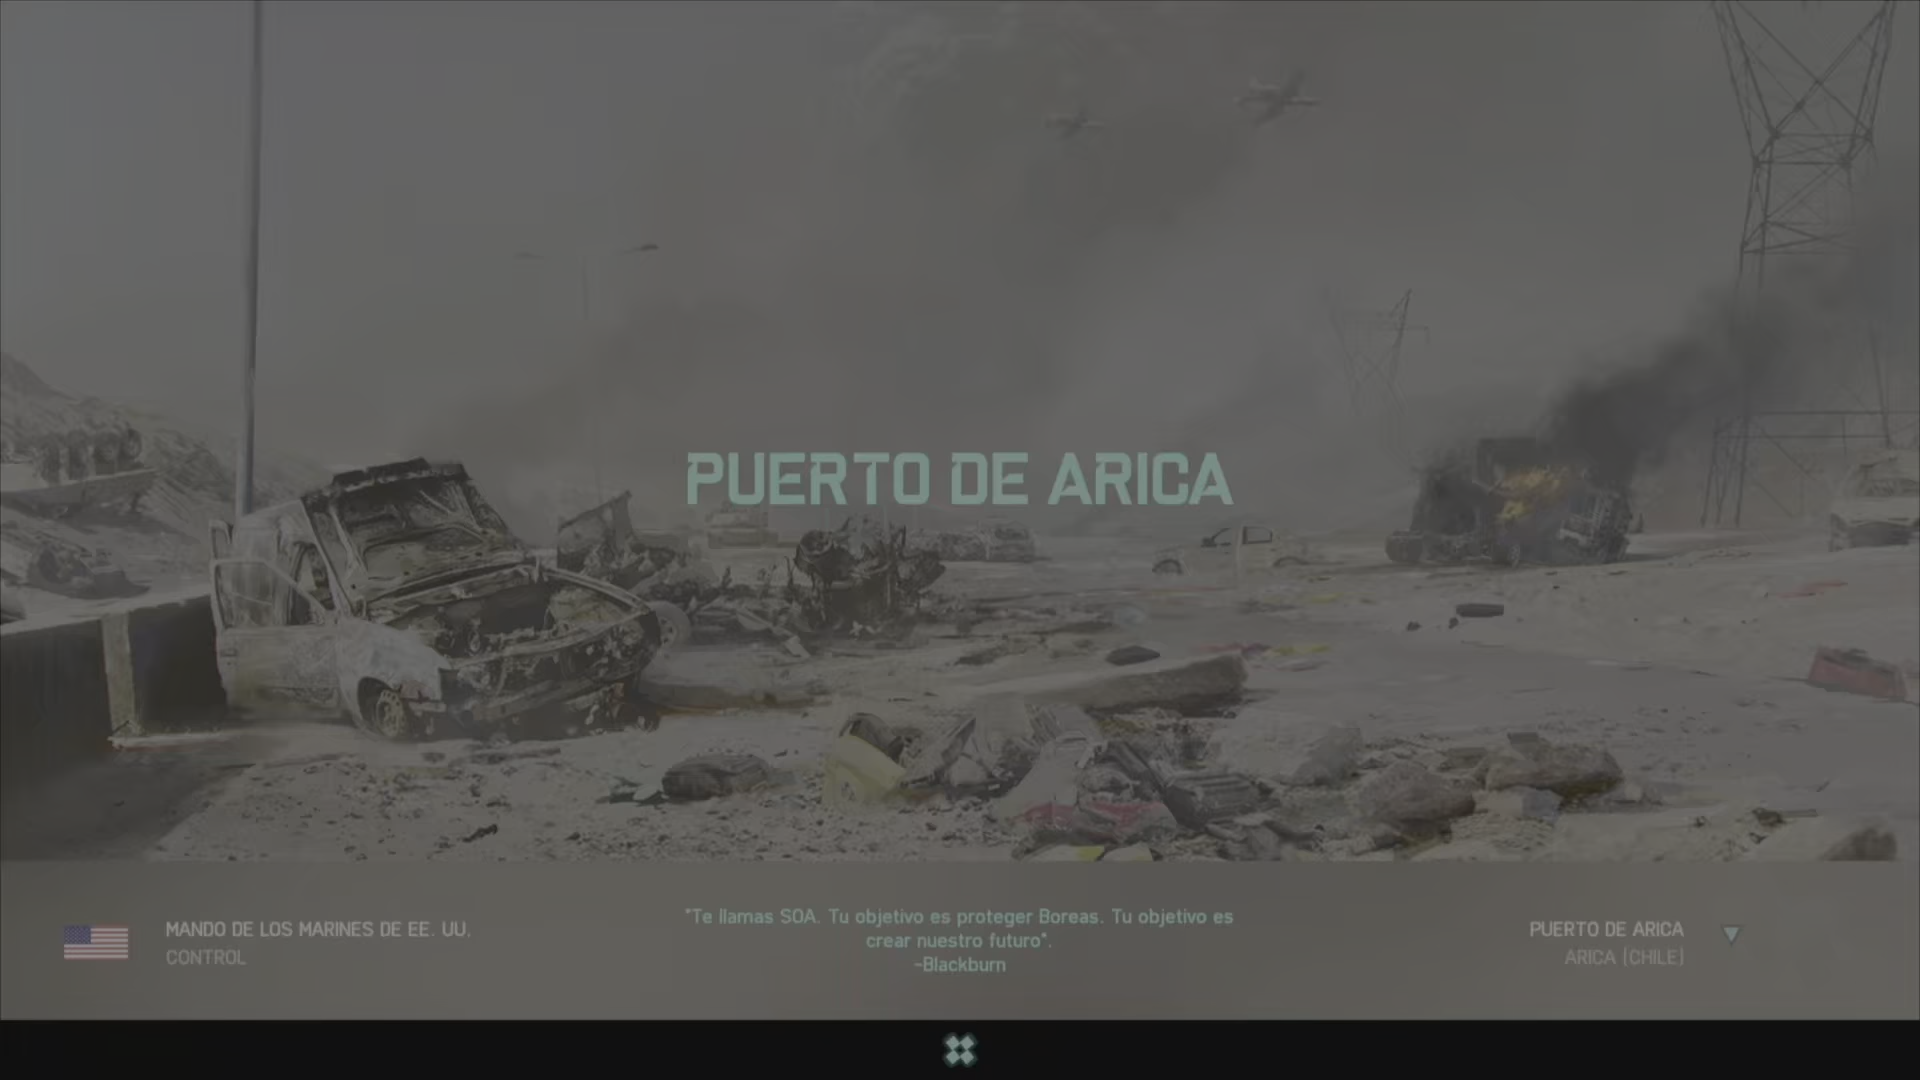 PUERTO DE ARICA
MANDO DE LOS MARINES DE EE. UU.
CONTROL
"Te llamas SOA. Tu objetivo es proteger Boreas. Tu objetivo es
crear nuestro futuro".
-Blackburn
PUERTO DE ARICA
ARICA (CHILE)